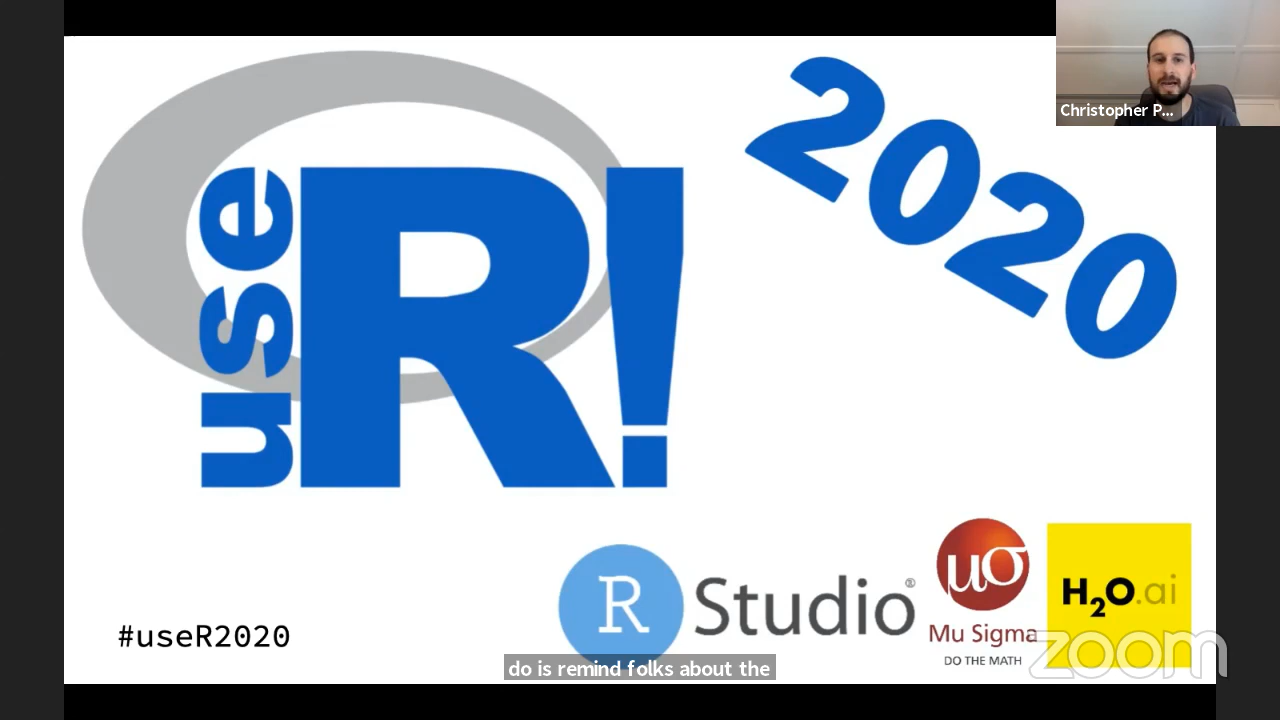 useR!
2020
Christopher P...
R Studio®
μσ
Mu Sigma
DO THE MATH
H2O.ai
#useR2020
zoom
do is remind folks about the